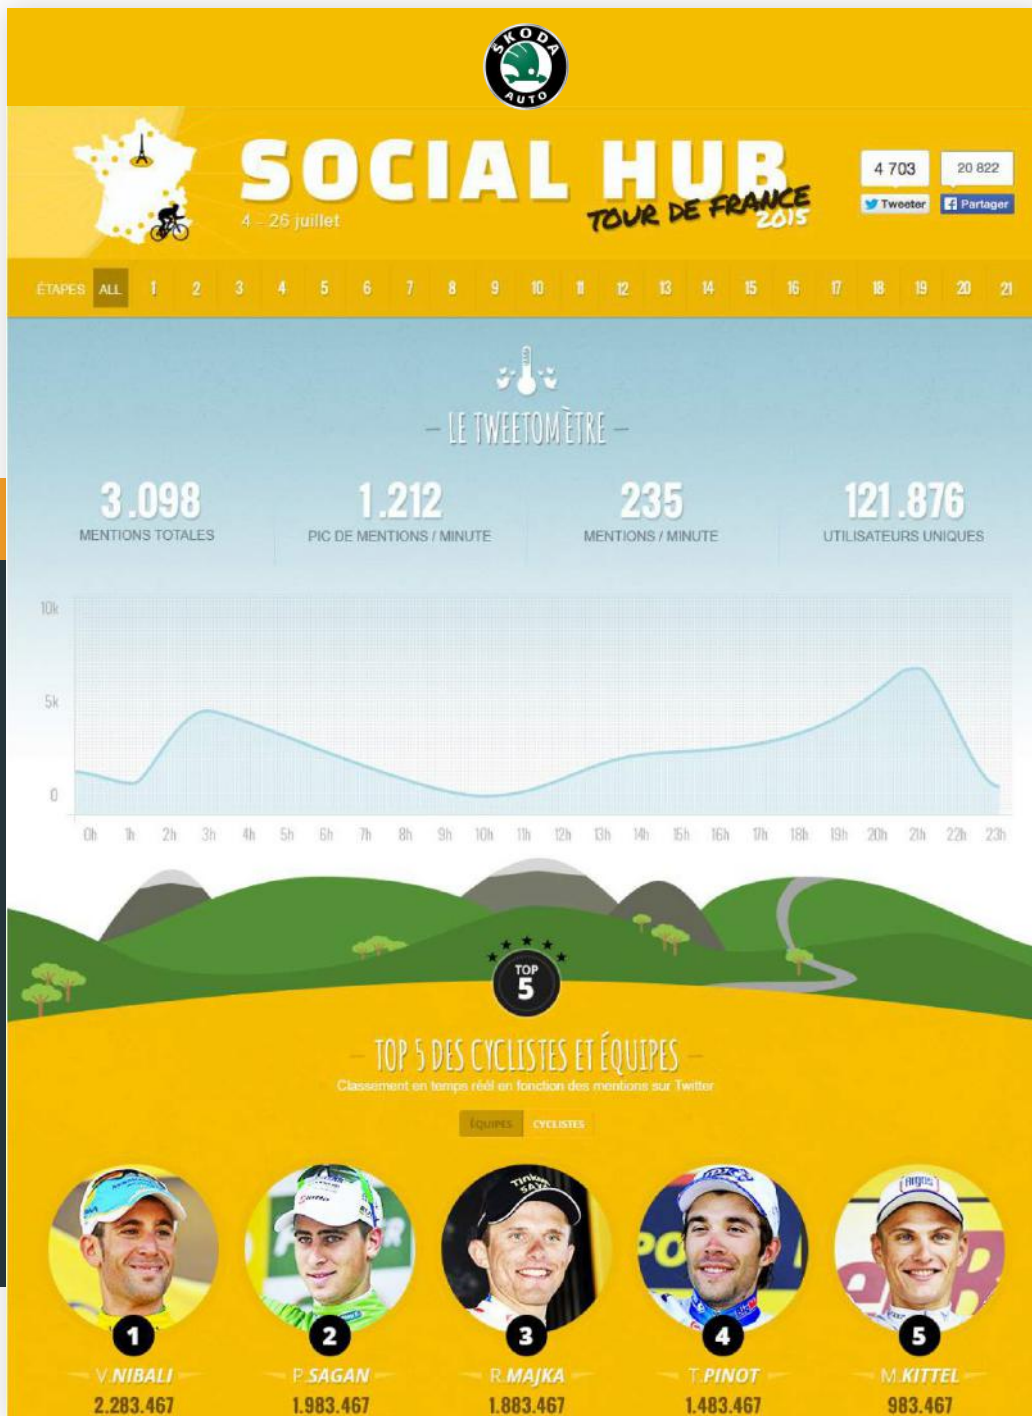 ŠKODA
AUTO
SOCIAL HUB
TOUR DE FRANCE
2015
4 - 26 juillet
4 703
20 822
Tweeter
Partager
ÉTAPES ALL 1 2 3 4 5 6 7 8 9 10 11 12 13 14 15 16 17 18 19 20 21
– LE TWEETOMÈTRE –
3.098
MENTIONS TOTALES
1.212
PIC DE MENTIONS / MINUTE
235
MENTIONS / MINUTE
121.876
UTILISATEURS UNIQUES
10k
5k
0
0h 1h 2h 3h 4h 5h 6h 7h 8h 9h 10h 11h 12h 13h 14h 15h 16h 17h 18h 19h 20h 21h 22h 23h
TOP
5
– TOP 5 DES CYCLISTES ET ÉQUIPES –
Classement en temps réél en fonction des mentions sur Twitter
ÉQUIPES CYCLISTES
Tinkoff
SAXO
Argos
1 2 3 4 5
V.NIBALI P.SAGAN R.MAJKA T.PINOT M.KITTEL
2.283.467 1.983.467 1.883.467 1.483.467 983.467